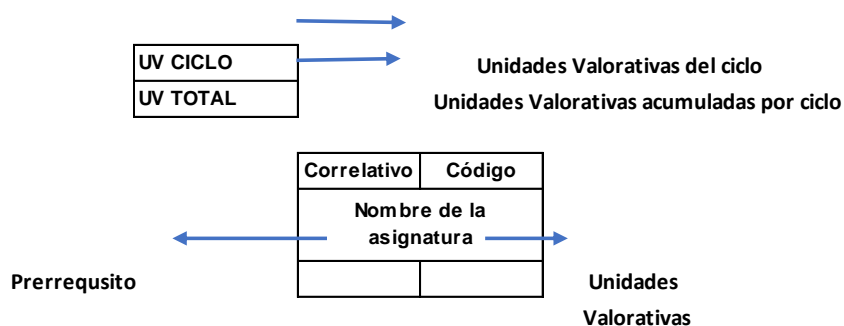 UV CICLO
Unidades Valorativas del ciclo
UV TOTAL
Unidades Valorativas acumuladas por ciclo
Correlativo
Código
Nombre de la
asignatura
Prerrequsito
Unidades
Valorativas